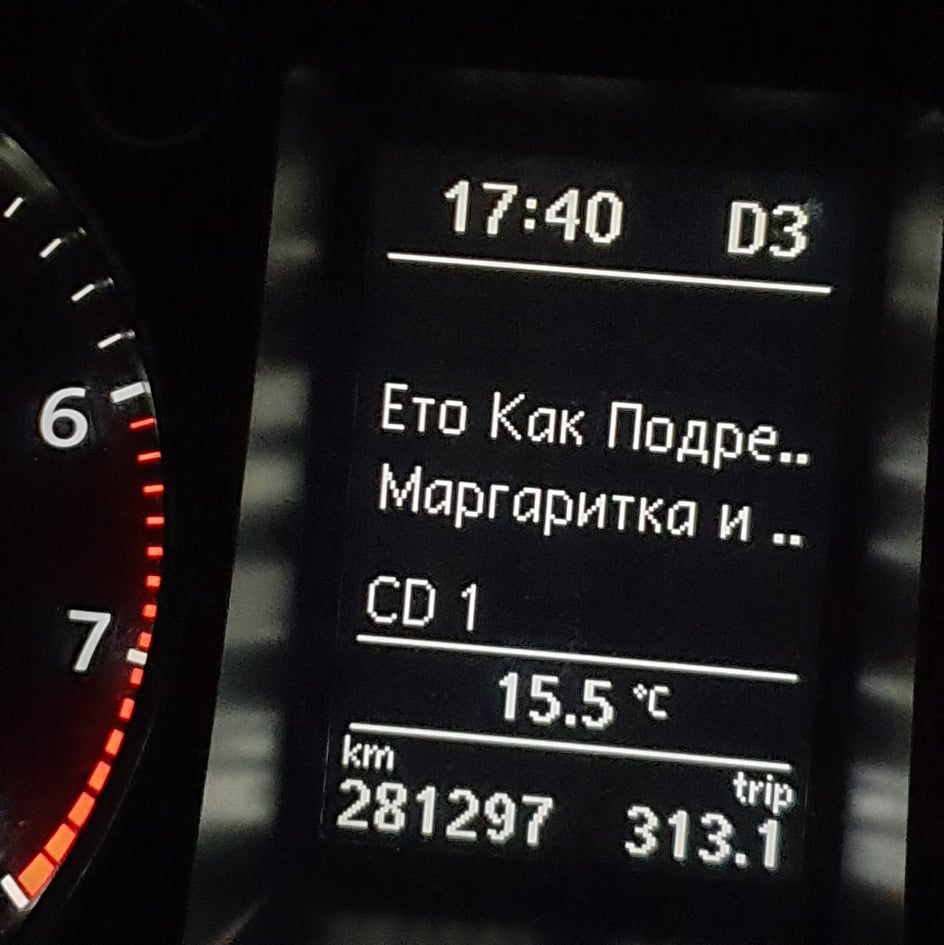 17:40 D3
Ето Как Подре..
Маргаритка и ..
CD 1
15.5 °C
km trip
281297 313.1
6
7